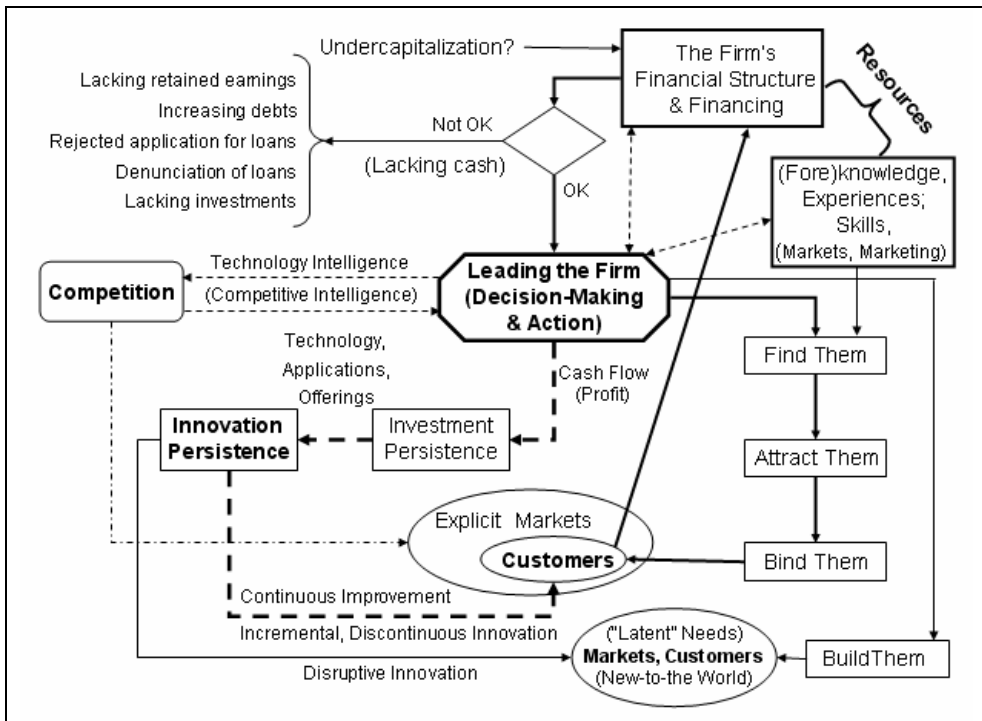 Undercapitalization?
The Firm's
Financial Structure
& Financing
Resources
Lacking retained earnings
Increasing debts
Rejected application for loans
Denunciation of loans
Lacking investments
Not OK
(Lacking cash)
OK
(Fore)knowledge,
Experiences;
Skills,
(Markets, Marketing)
Competition
Technology Intelligence
(Competitive Intelligence)
Leading the Firm
(Decision-Making
& Action)
Find Them
Technology,
Applications,
Offerings
Cash Flow
(Profit)
Innovation
Persistence
Investment
Persistence
Attract Them
Explicit Markets
Customers
Bind Them
Continuous Improvement
Incremental, Discontinuous Innovation
Disruptive Innovation
("Latent" Needs)
Markets, Customers
(New-to-the World)
BuildThem